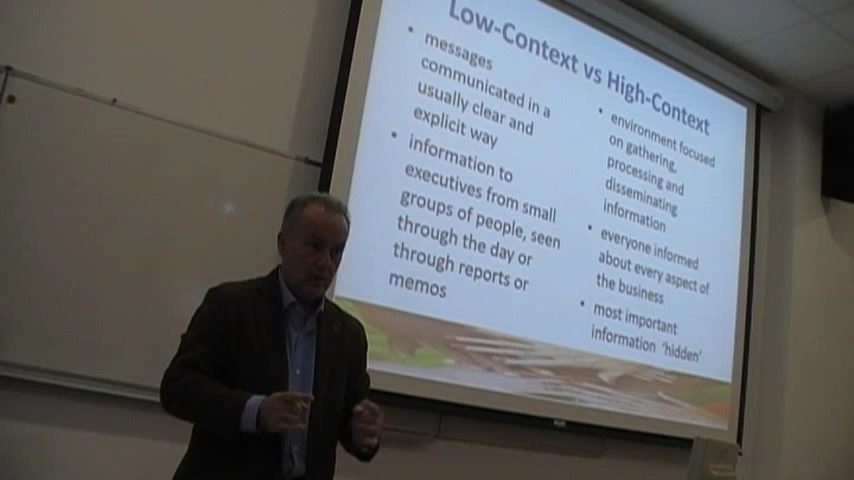 Low-Context vs High-Context
• messages
communicated in a
usually clear and
explicit way
• information to
executives from small
groups of people, seen
through the day or
through reports or
memos
• environment focused
on gathering,
processing and
disseminating
information
• everyone informed
about every aspect of
the business
• most important
information 'hidden'